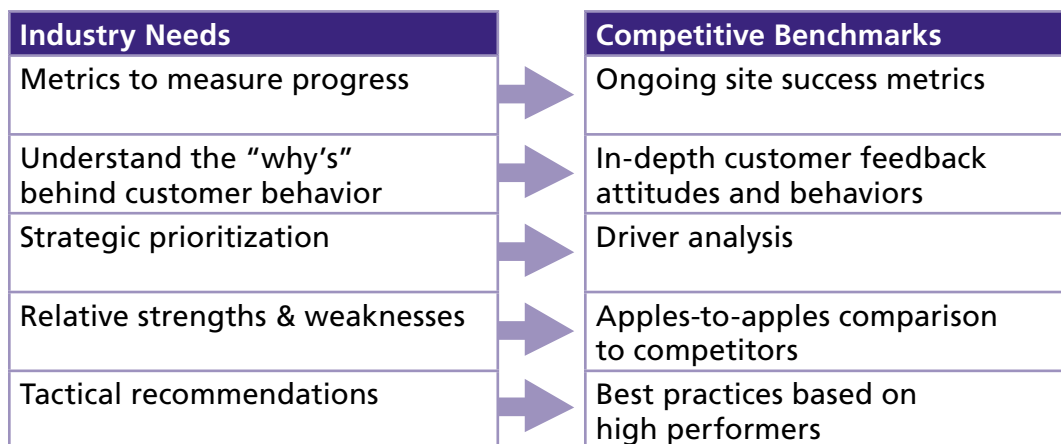 Industry Needs
Competitive Benchmarks
Metrics to measure progress
Ongoing site success metrics
Understand the “why’s”
behind customer behavior
In-depth customer feedback
attitudes and behaviors
Strategic prioritization
Driver analysis
Relative strengths & weaknesses
Apples-to-apples comparison
to competitors
Tactical recommendations
Best practices based on
high performers